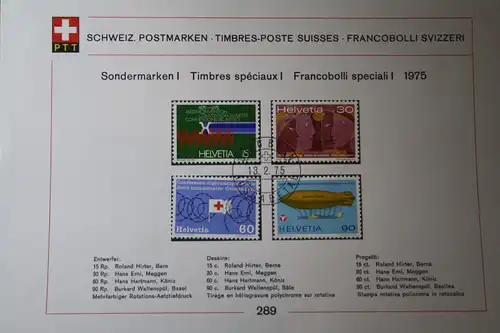 PTT
SCHWEIZ. POSTMARKEN · TIMBRES-POSTE SUISSES · FRANCOBOLLI SVIZZERI
Sondermarken I Timbres spéciaux I Francobolli speciali I 1975
HELVETIA 15
Helvetia 30
13.2.75
Helvetia 60
Helvetia 90
Entwerfer:
15 Rp. Roland Hirter, Bern
30 Rp. Hans Erni, Meggen
60 Rp. Hans Hartmann, Köniz
90 Rp. Burkard Waltenspül, Basel
Mehrfarbiger Rotations-Aetztiefdruck
Dessins:
15 c. Roland Hirter, Berne
30 c. Hans Erni, Meggen
60 c. Hans Hartmann, Köniz
90 c. Burkard Waltenspül, Bâle
Tirage en héliogravure polychrome sur rotative
Progetti:
15 ct. Roland Hirter, Berna
30 ct. Hans Erni, Meggen
60 ct. Hans Hartmann, Köniz
90 ct. Burkard Waltenspül, Basilea
Stampa rotativa policroma in rotocalco
289